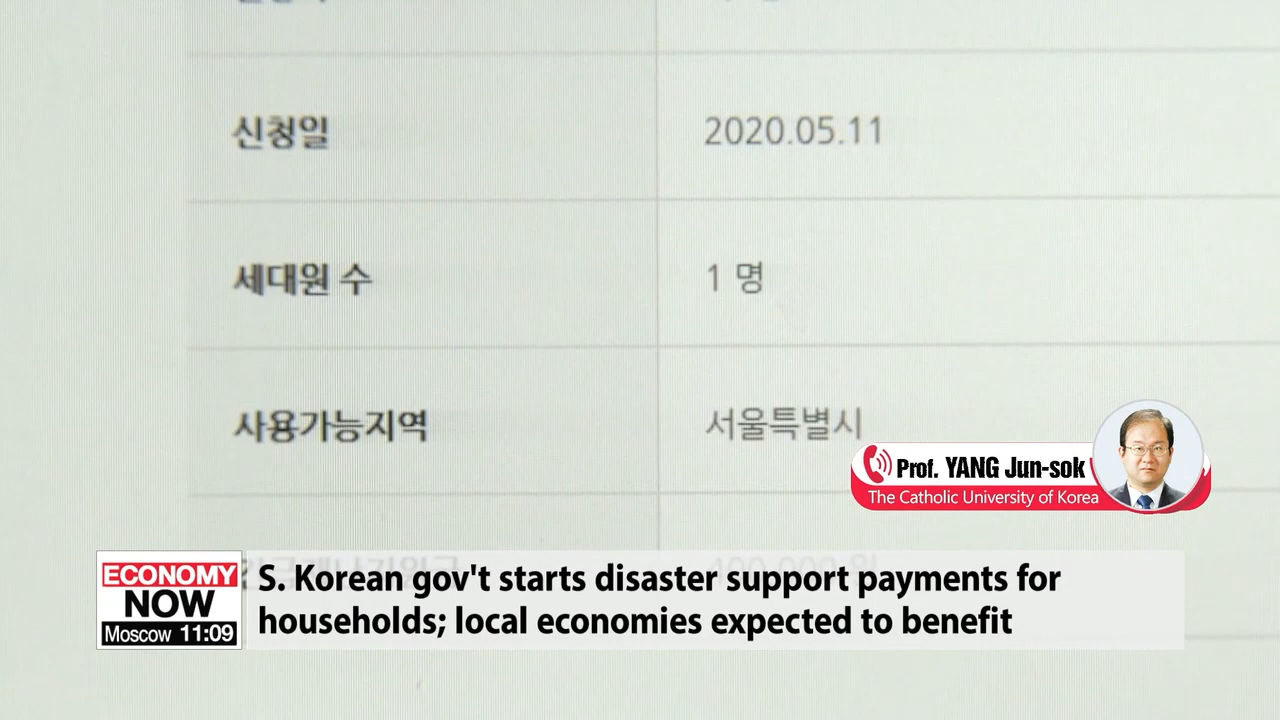 신청일
2020.05.11
세대원 수
1 명
사용가능지역
서울특별시
Prof. YANG Jun-sok
The Catholic University of Korea
ECONOMY
NOW
Moscow 11:09
S. Korean gov't starts disaster support payments for
households; local economies expected to benefit